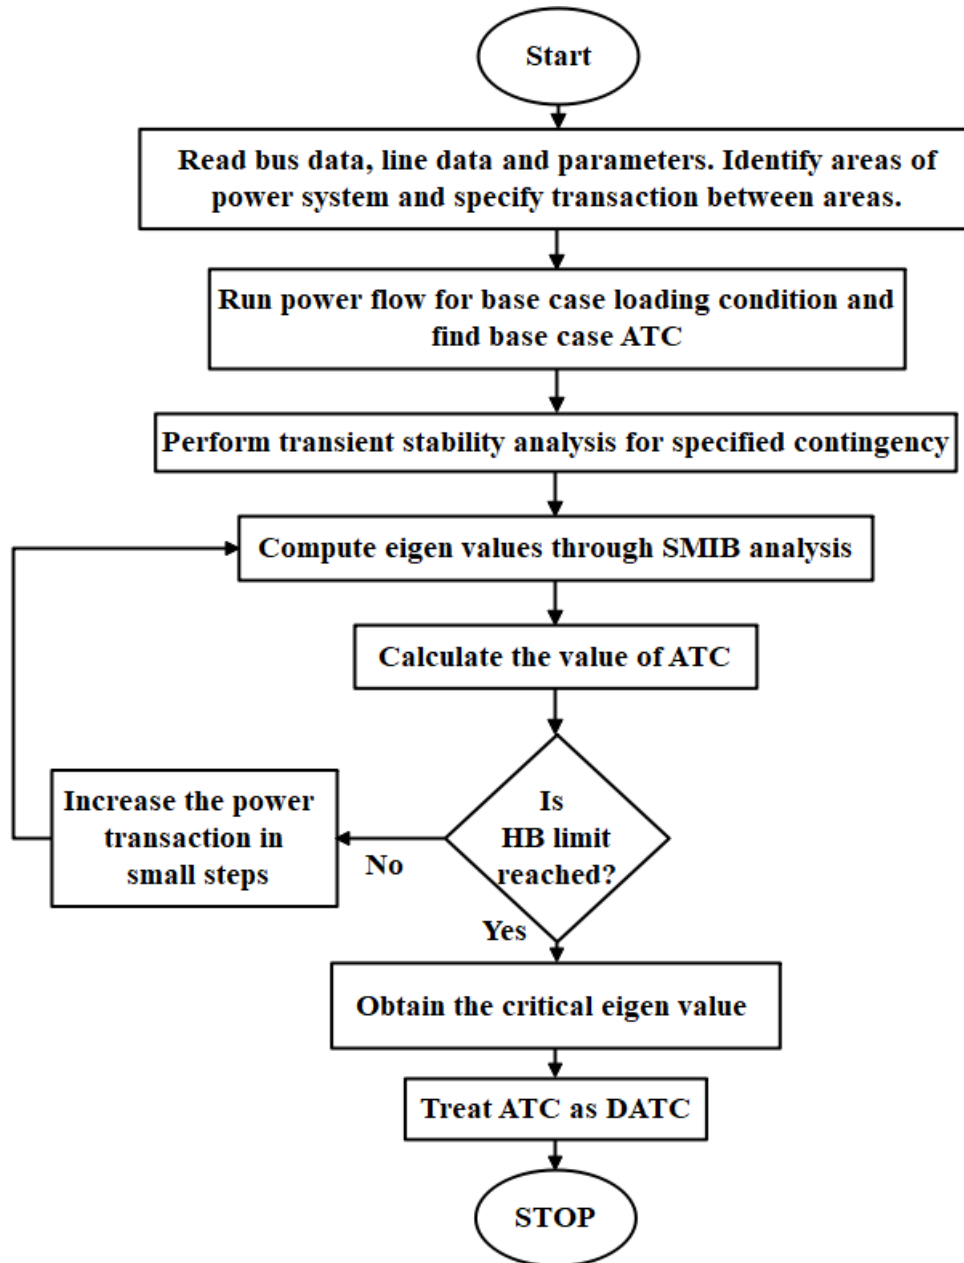 Start
Read bus data, line data and parameters. Identify areas of
power system and specify transaction between areas.
Run power flow for base case loading condition and
find base case ATC
Perform transient stability analysis for specified contingency
Compute eigen values through SMIB analysis
Calculate the value of ATC
Is
HB limit
reached?
No
Increase the power
transaction in
small steps
Yes
Obtain the critical eigen value
Treat ATC as DATC
STOP